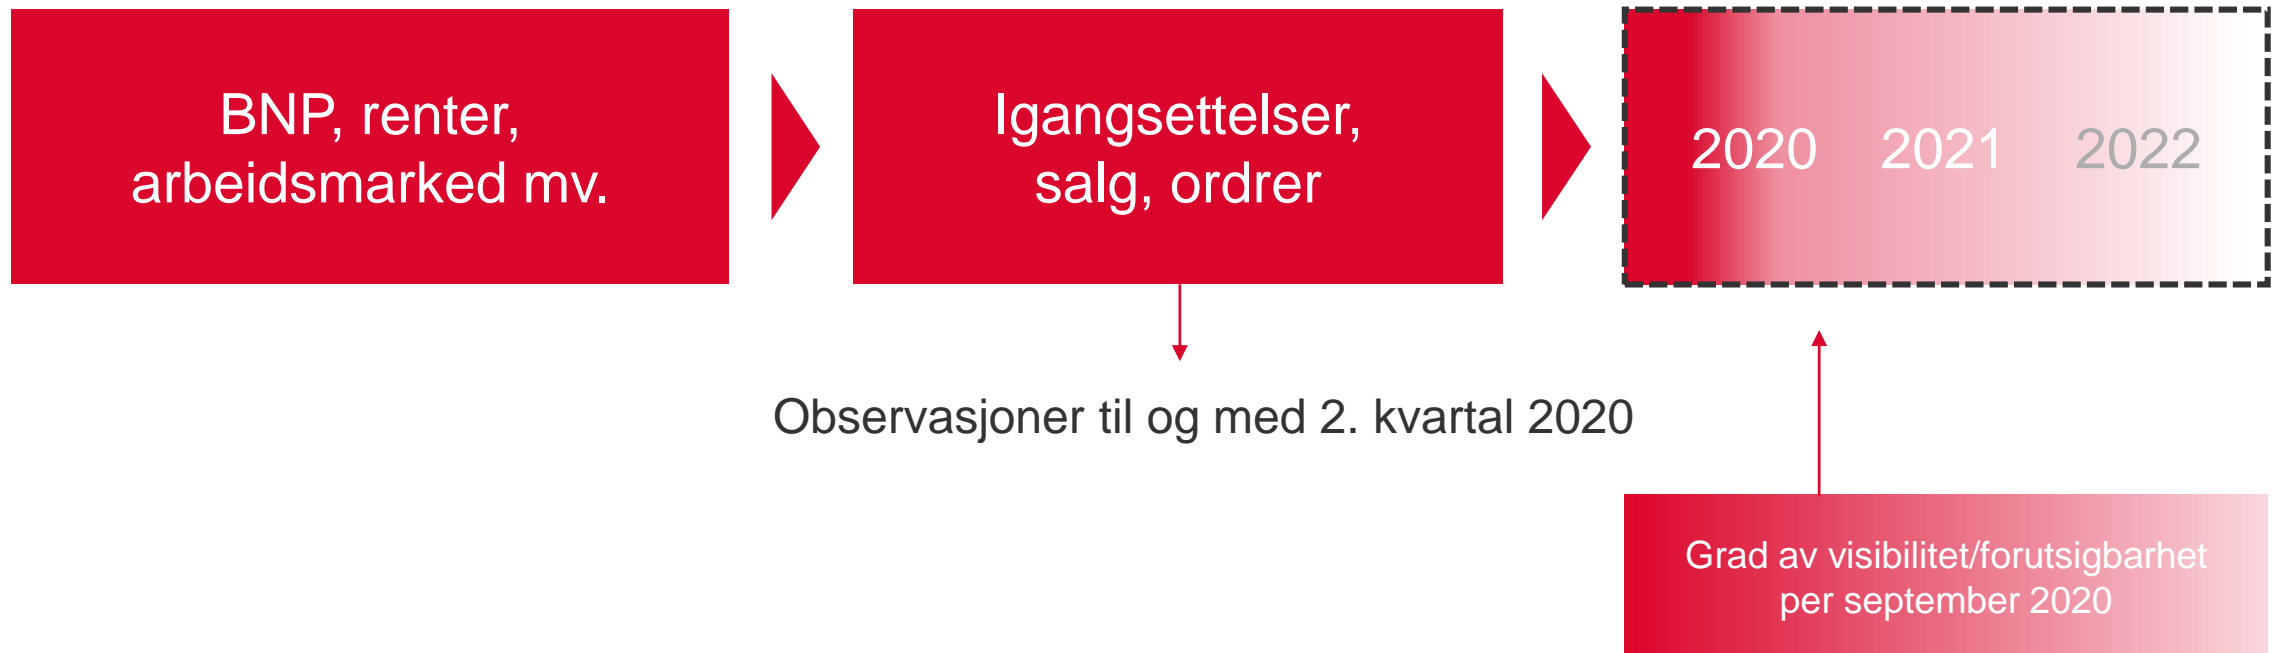 BNP, renter,
arbeidsmarked mv.
Igangsettelser,
salg, ordrer
2020 2021 2022
Observasjoner til og med 2. kvartal 2020
Grad av visibilitet/forutsigbarhet
per september 2020